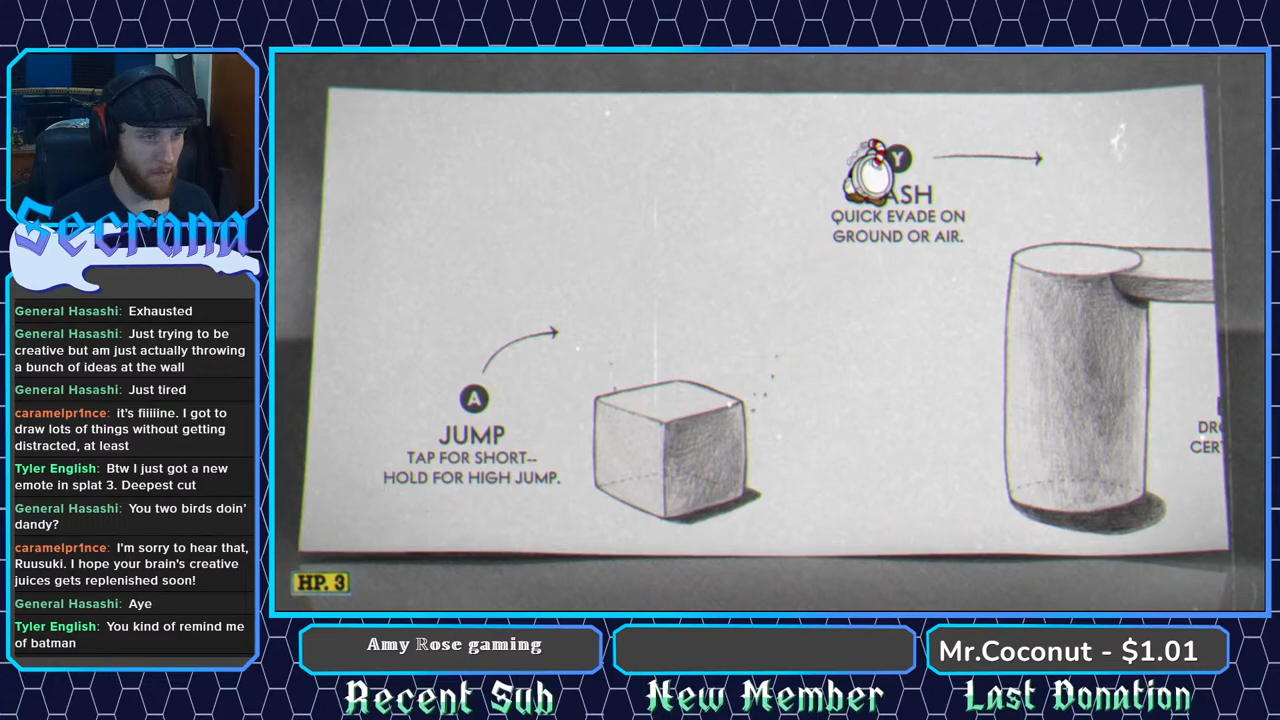 Secrona
General Hasashi: Exhausted
General Hasashi: Just trying to be
creative but am just actually throwing
a bunch of ideas at the wall
General Hasashi: Just tired
caramelpr1nce: it's fiiiiine. I got to
draw lots of things without getting
distracted, at least
Tyler English: Btw I just got a new
emote in splat 3. Deepest cut
General Hasashi: You two birds doin'
dandy?
caramelpr1nce: I'm sorry to hear that,
Ruusuki. I hope your brain's creative
juices gets replenished soon!
General Hasashi: Aye
Tyler English: You kind of remind me
of batman
Y
ASH
QUICK EVADE ON
GROUND OR AIR.
A
JUMP
TAP FOR SHORT--
HOLD FOR HIGH JUMP.
DR
CERT
HP. 3
Amy Rose gaming
Recent Sub
New Member
Mr.Coconut - $1.01
Last Donation